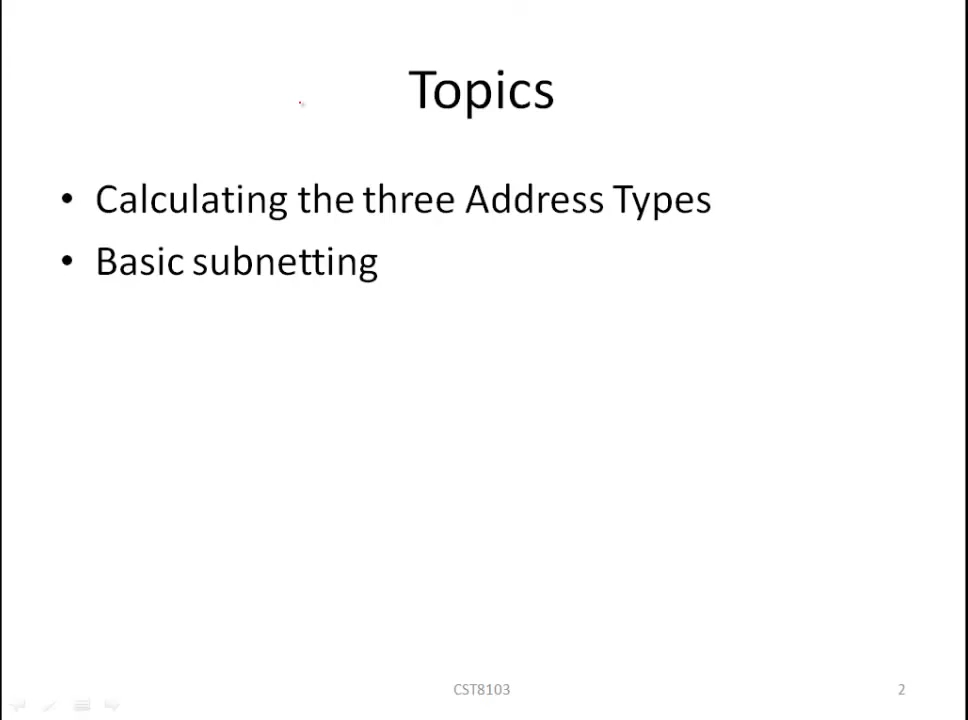 Topics
• Calculating the three Address Types
• Basic subnetting
CST8103
2